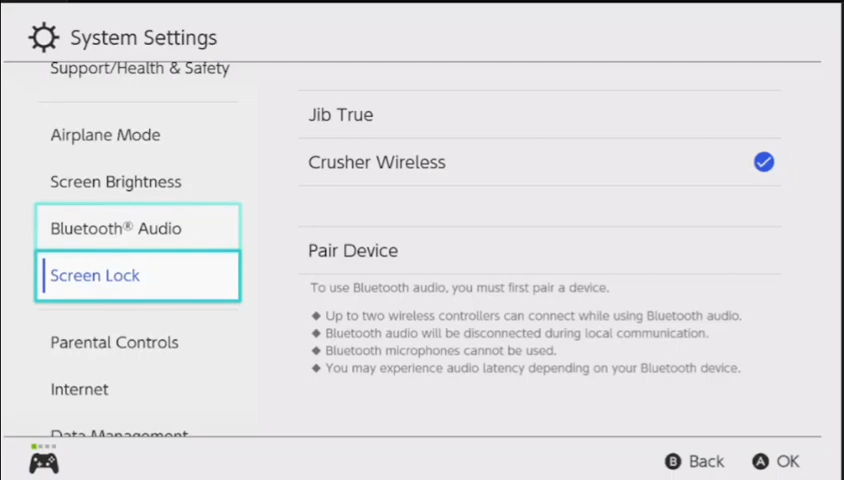 System Settings
Support/Health & Safety
Airplane Mode
Screen Brightness
Bluetooth® Audio
Screen Lock
Parental Controls
Internet
Data Management
Jib True
Crusher Wireless
Pair Device
To use Bluetooth audio, you must first pair a device.
◆ Up to two wireless controllers can connect while using Bluetooth audio.
◆ Bluetooth audio will be disconnected during local communication.
◆ Bluetooth microphones cannot be used.
◆ You may experience audio latency depending on your Bluetooth device.
B Back
A OK